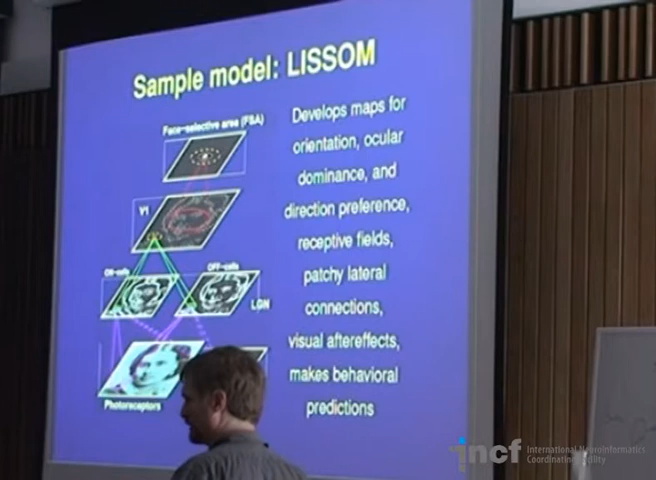 Sample model: LISSOM
Face-selective area (FSA)
V1
ON-cells
OFF-cells
LGN
Photoreceptors
Develops maps for
orientation, ocular
dominance, and
direction preference,
receptive fields,
patchy lateral
connections,
visual aftereffects,
makes behavioral
predictions
incf
International Neuroinformatics
Coordinating Facility